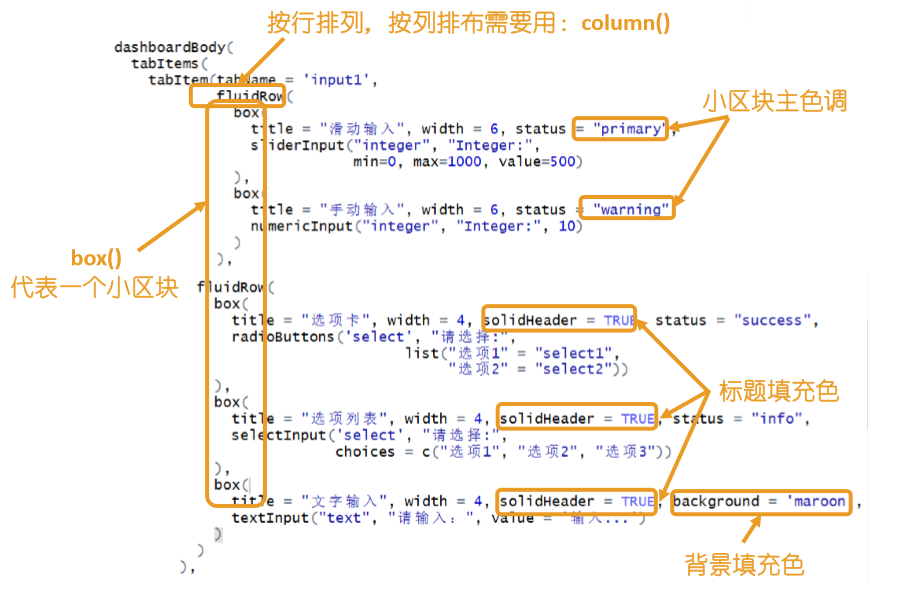 按行排列，按列排布需要用：column()
dashboardBody(
tabItems(
tabItem(tabName = 'input1',
fluidRow(
box(
title = "滑动输入", width = 6, status = "primary",
sliderInput("integer", "Integer:",
min=0, max=1000, value=500)
),
box(
title = "手动输入", width = 6, status = "warning"
numericInput("integer", "Integer:", 10)
)
),
fluidRow(
box(
title = "选项卡", width = 4, solidHeader = TRUE, status = "success",
radioButtons('select', "请选择:",
list("选项1" = "select1",
"选项2" = "select2"))
),
box(
title = "选项列表", width = 4, solidHeader = TRUE, status = "info",
selectInput('select', "请选择:",
choices = c("选项1", "选项2", "选项3"))
),
box(
title = "文字输入", width = 4, solidHeader = TRUE, background = 'maroon',
textInput("text", "请输入：", value = '输入...')
)
)
),
小区块主色调
box()
代表一个小区块
标题填充色
背景填充色